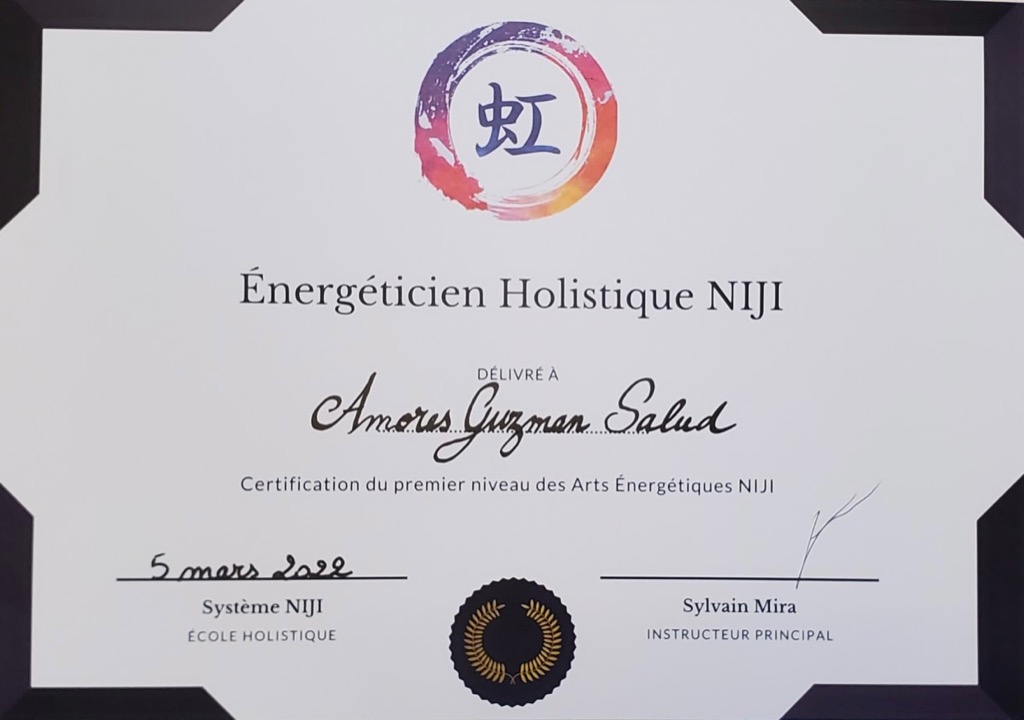 虹
Énergéticien Holistique NIJI
DÉLIVRÉ À
Amores Guzman Salud
Certification du premier niveau des Arts Énergétiques NIJI
5 mars 2022
Système NIJI
ÉCOLE HOLISTIQUE
Sylvain Mira
INSTRUCTEUR PRINCIPAL